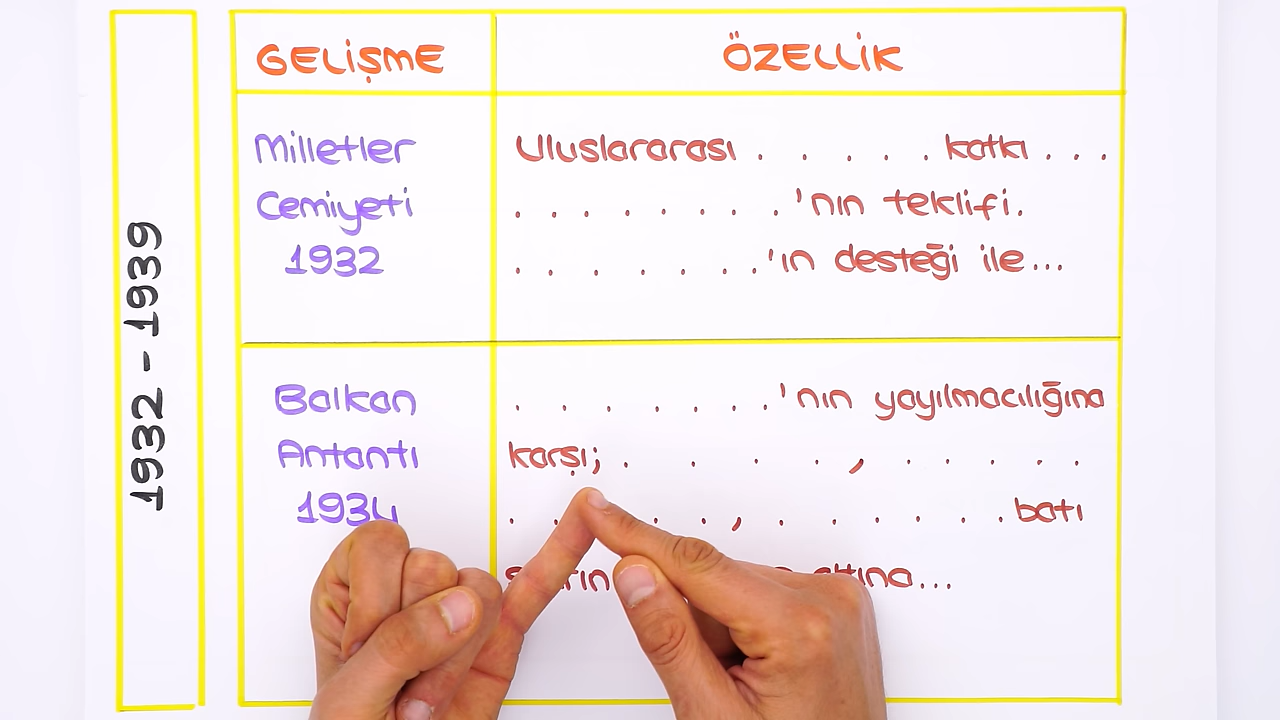 1932 - 1939
GELİŞME
ÖZELLİK
Milletler
Cemiyeti
1932
Uluslararası . . . . . katkı . . .
. . . . . . . .'nın teklifi.
. . . . . . .'ın desteği ile...
Balkan
Antantı
1934
. . . . . . .'nın yayılmacılığına
karşı; . . . . , . . . . . .
. . . . . , . . . . . . batı